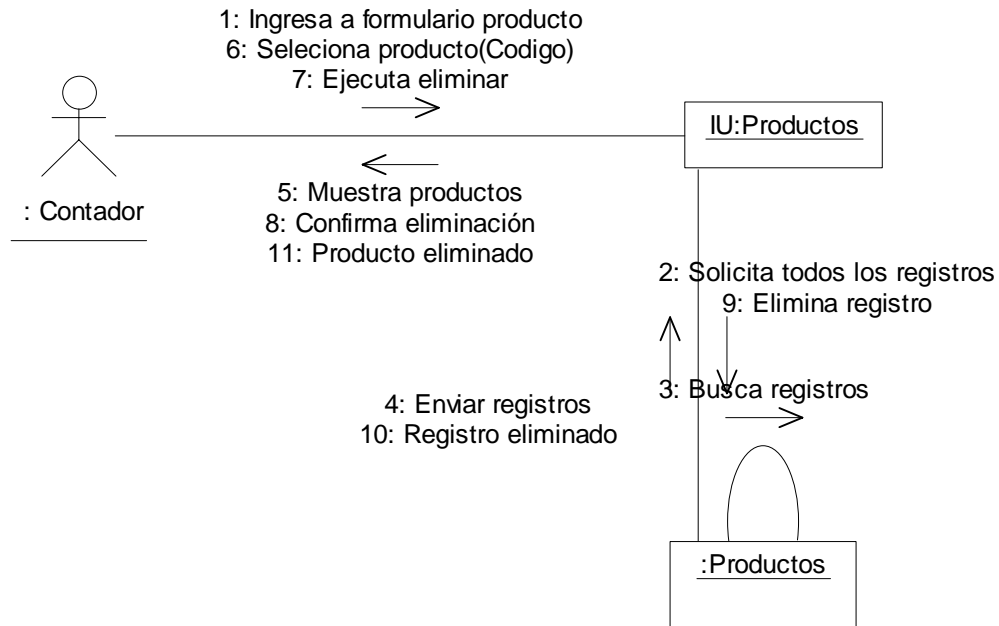 1: Ingresa a formulario producto
6: Seleciona producto(Codigo)
7: Ejecuta eliminar
IU:Productos
: Contador
5: Muestra productos
8: Confirma eliminación
11: Producto eliminado
2: Solicita todos los registros
9: Elimina registro
3: Busca registros
4: Enviar registros
10: Registro eliminado
:Productos